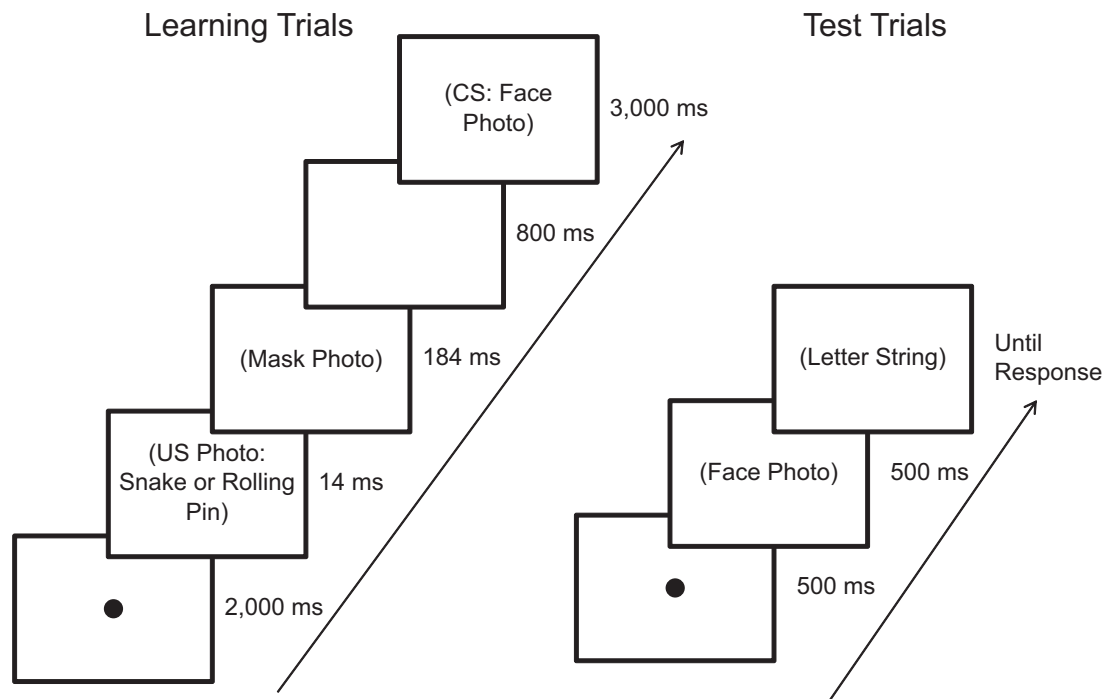 Learning Trials
(CS: Face
Photo)
3,000 ms
800 ms
(Mask Photo)
184 ms
(US Photo:
Snake or Rolling
Pin)
14 ms
2,000 ms
Test Trials
(Letter String)
Until
Response
(Face Photo)
500 ms
500 ms